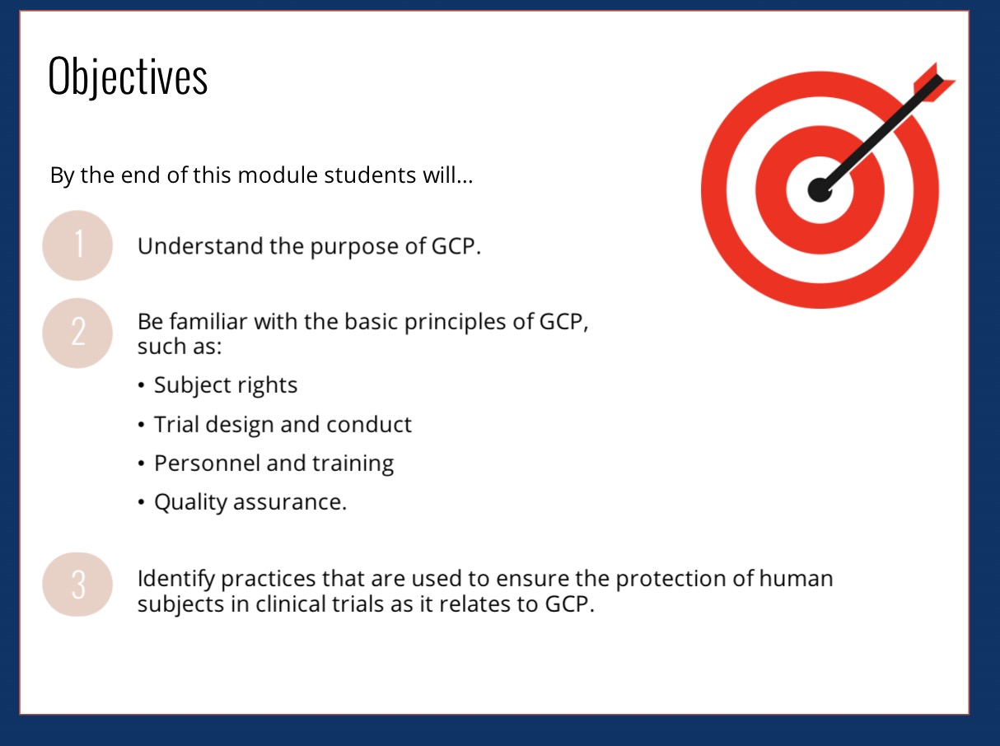 Objectives
By the end of this module students will...
1
Understand the purpose of GCP.
2
Be familiar with the basic principles of GCP,
such as:
• Subject rights
• Trial design and conduct
• Personnel and training
• Quality assurance.
3
Identify practices that are used to ensure the protection of human
subjects in clinical trials as it relates to GCP.